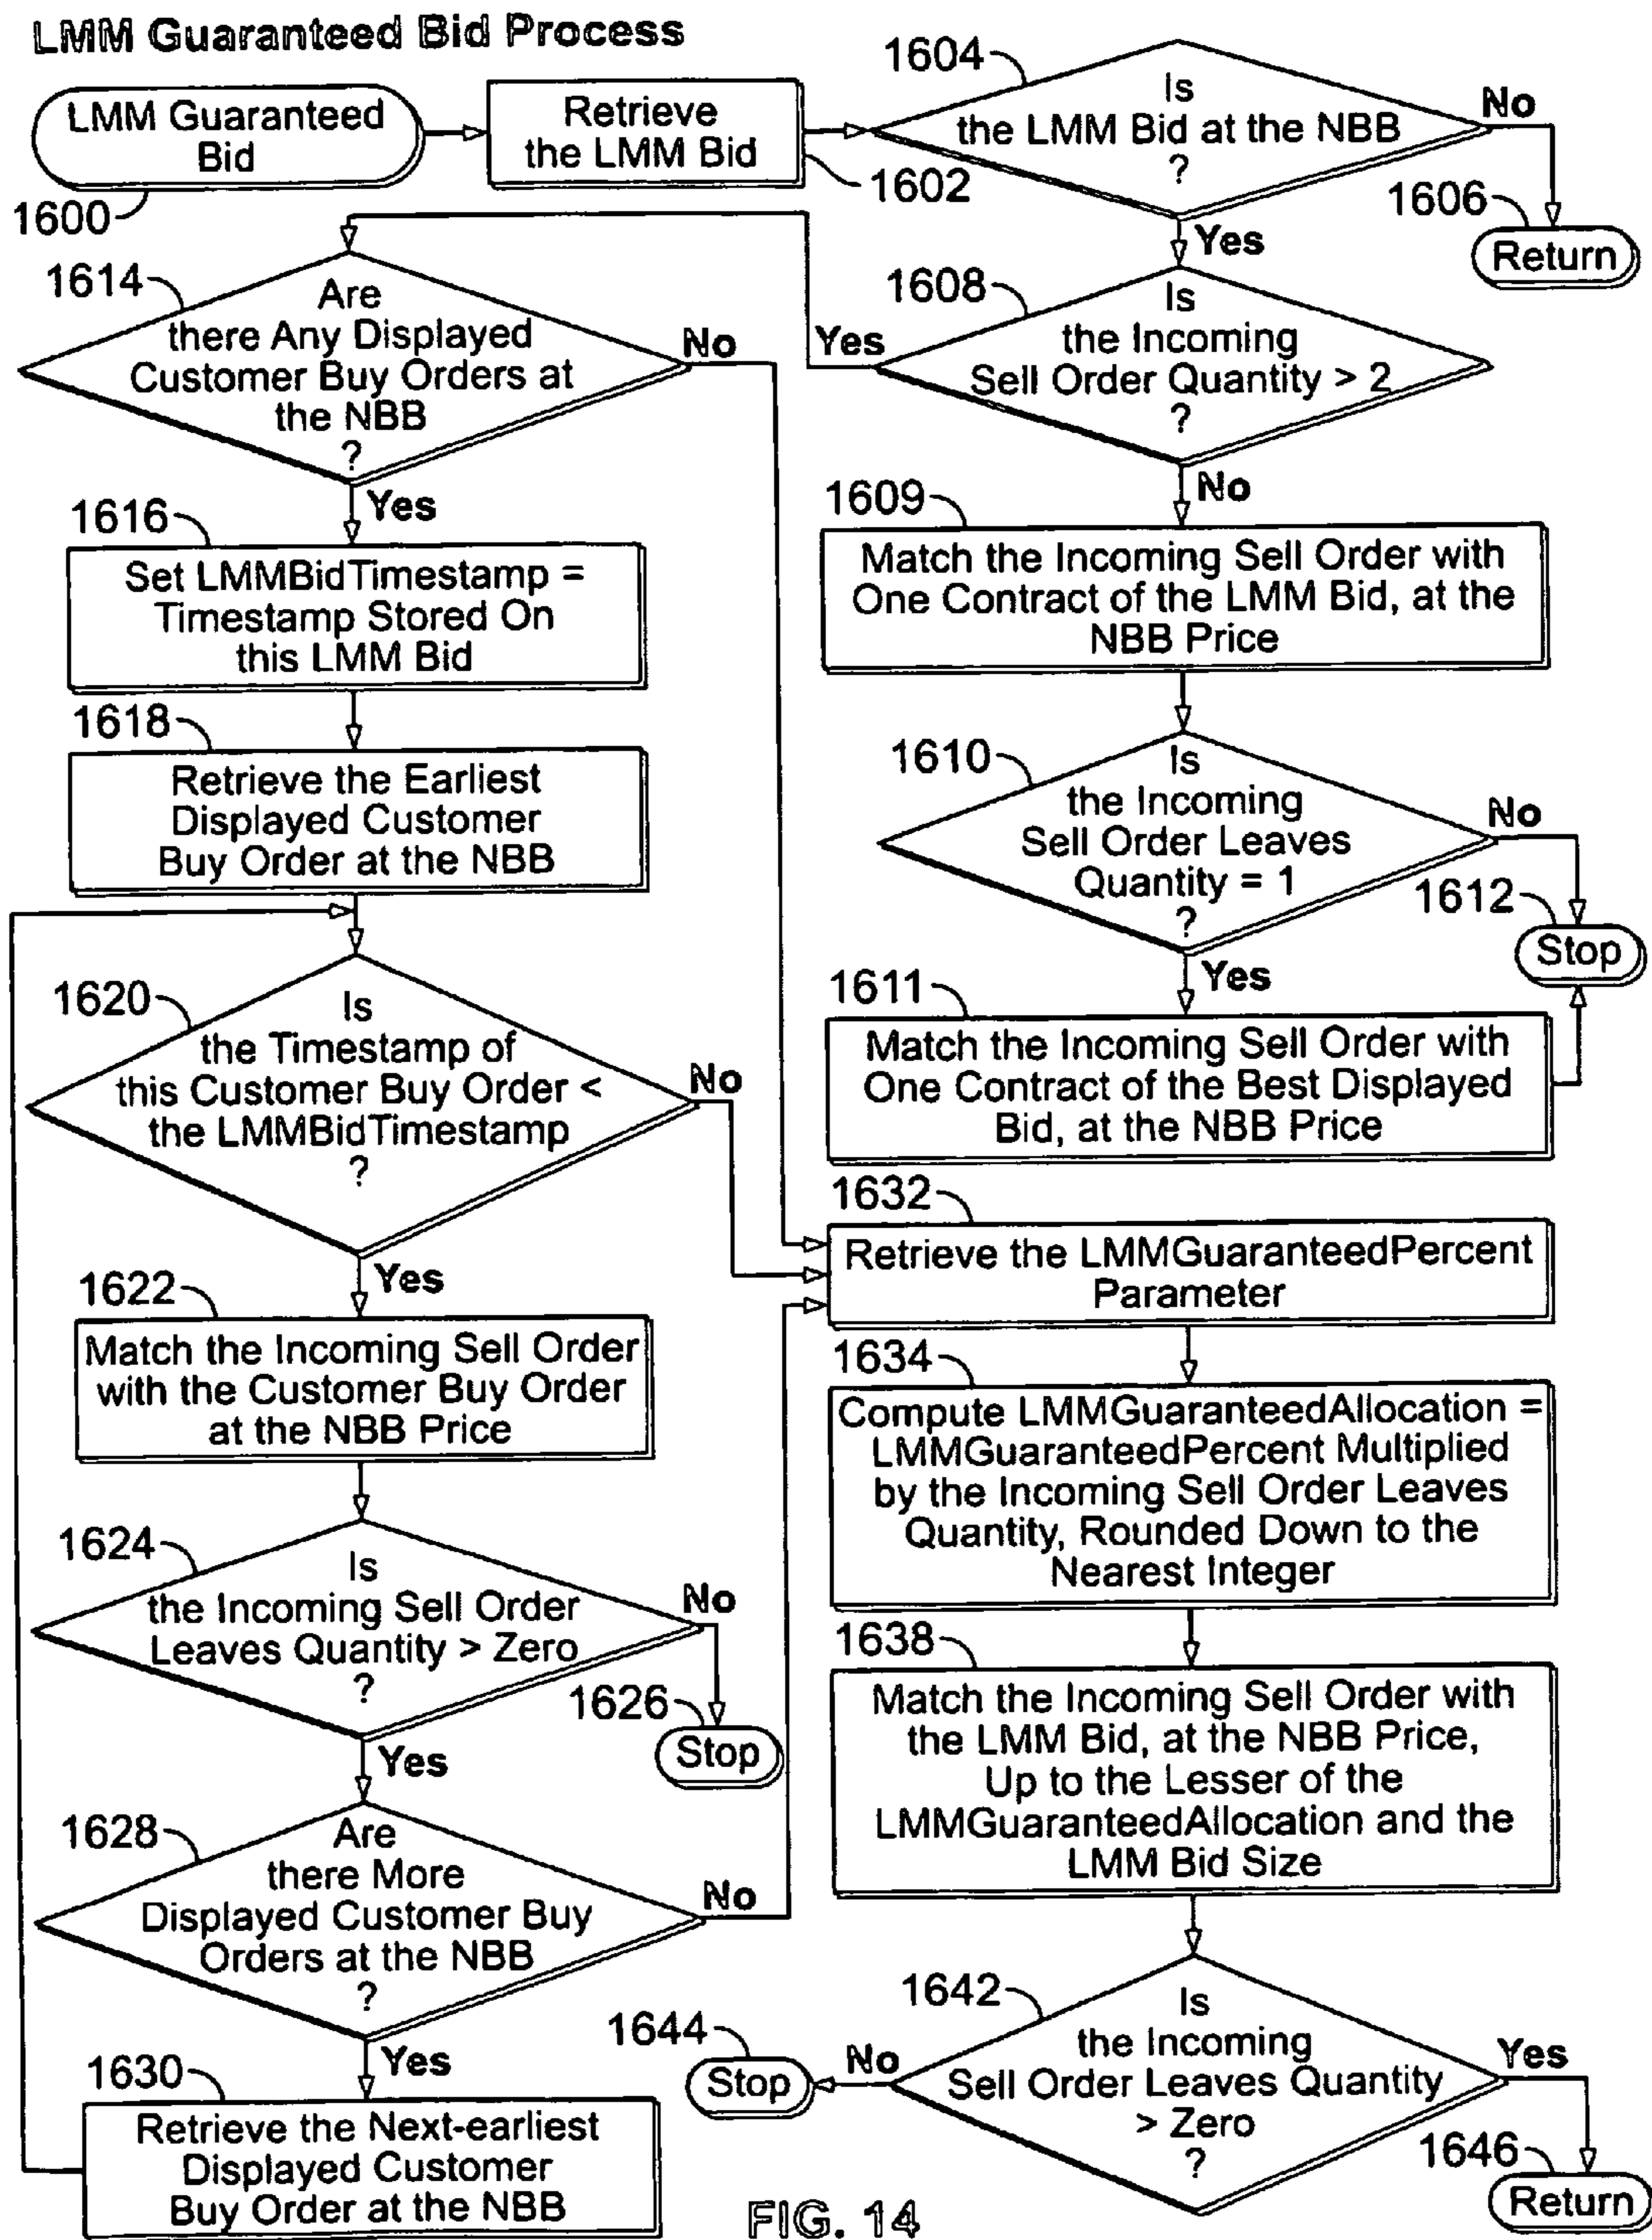 LMM Guaranteed Bid Process
LMM Guaranteed
Bid
1600
Retrieve
the LMM Bid
1602
1604
Is
the LMM Bid at the NBB
?
No
1606
Return
Yes
1608
Is
the Incoming
Sell Order Quantity > 2
?
Yes
No
1609
Match the Incoming Sell Order with
One Contract of the LMM Bid, at the
NBB Price
1610
Is
the Incoming
Sell Order Leaves
Quantity = 1
?
No
1612
Stop
Yes
1611
Match the Incoming Sell Order with
One Contract of the Best Displayed
Bid, at the NBB Price
1614
Are
there Any Displayed
Customer Buy Orders at
the NBB
?
No
Yes
1616
Set LMMBidTimestamp =
Timestamp Stored On
this LMM Bid
1618
Retrieve the Earliest
Displayed Customer
Buy Order at the NBB
1620
Is
the Timestamp of
this Customer Buy Order <
the LMMBidTimestamp
?
No
Yes
1622
Match the Incoming Sell Order
with the Customer Buy Order
at the NBB Price
1624
Is
the Incoming Sell Order
Leaves Quantity > Zero
?
No
1626
Stop
Yes
1628
Are
there More
Displayed Customer Buy
Orders at the NBB
?
No
Yes
1630
Retrieve the Next-earliest
Displayed Customer
Buy Order at the NBB
1632
Retrieve the LMMGuaranteedPercent
Parameter
1634
Compute LMMGuaranteedAllocation =
LMMGuaranteedPercent Multiplied
by the Incoming Sell Order Leaves
Quantity, Rounded Down to the
Nearest Integer
1638
Match the Incoming Sell Order with
the LMM Bid, at the NBB Price,
Up to the Lesser of the
LMMGuaranteedAllocation and the
LMM Bid Size
1642
Is
the Incoming
Sell Order Leaves Quantity
> Zero
?
No
1644
Stop
Yes
1646
Return
FIG. 14